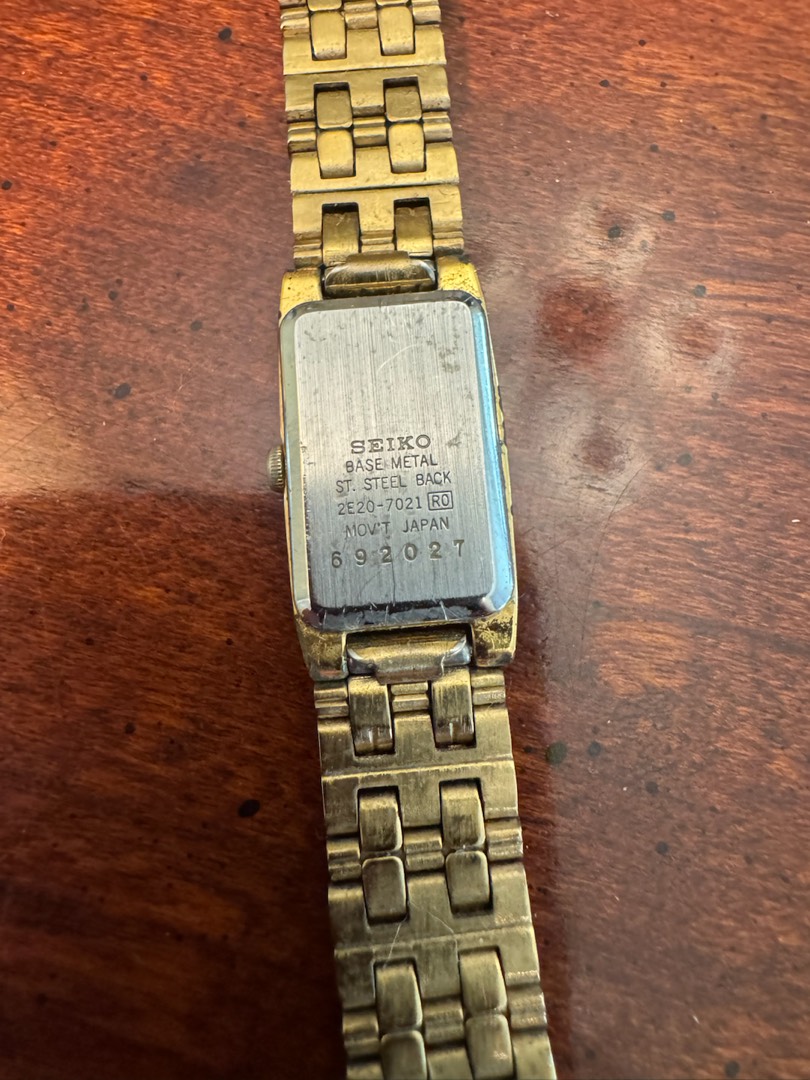 SEIKO
BASE METAL
ST. STEEL BACK
2E20-7021 R0
MOV'T JAPAN
692027